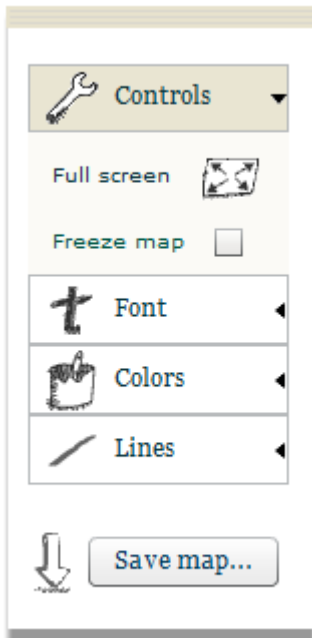 Controls
Full screen
Freeze map
Font
Colors
Lines
Save map...